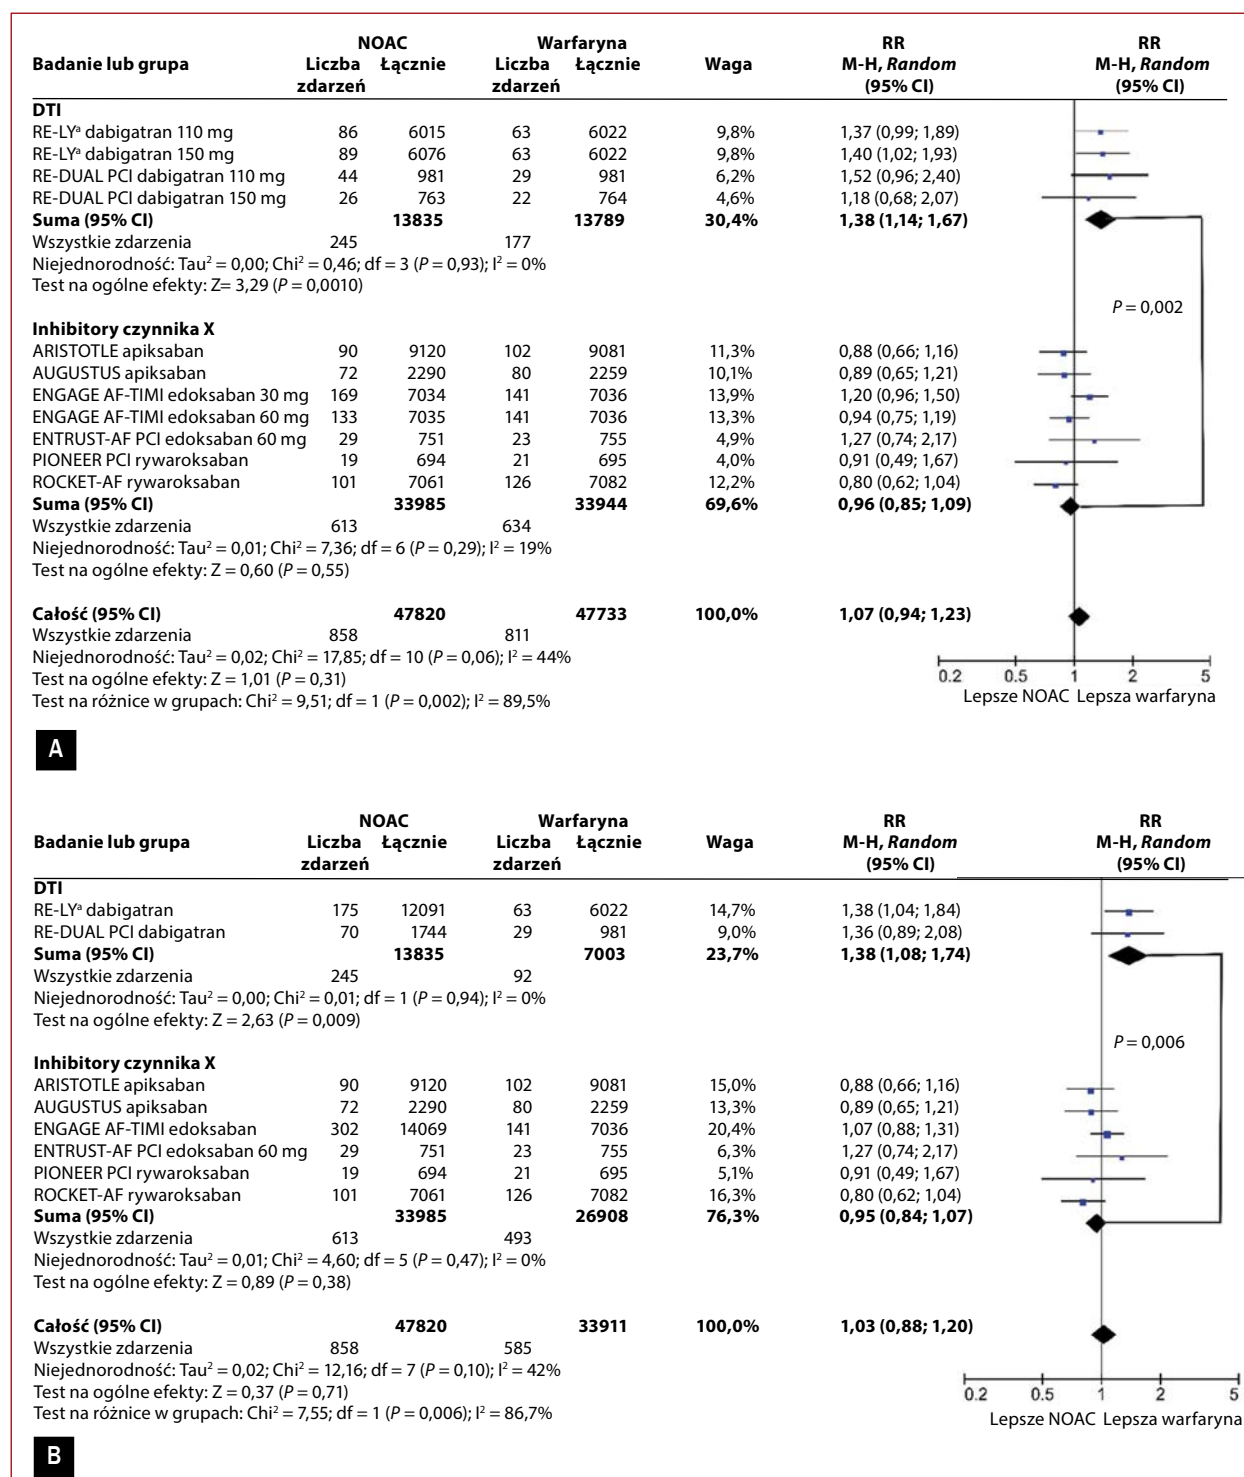 NOAC Warfaryna RR RR
Badanie lub grupa Liczba Łącznie Liczba Łącznie Waga M-H, Random M-H, Random
zdarzeń zdarzeń (95% CI) (95% CI)
DTI
RE-LYᵃ dabigatran 110 mg 86 6015 63 6022 9,8% 1,37 (0,99; 1,89)
RE-LYᵃ dabigatran 150 mg 89 6076 63 6022 9,8% 1,40 (1,02; 1,93)
RE-DUAL PCI dabigatran 110 mg 44 981 29 981 6,2% 1,52 (0,96; 2,40)
RE-DUAL PCI dabigatran 150 mg 26 763 22 764 4,6% 1,18 (0,68; 2,07)
Suma (95% CI) 13835 13789 30,4% 1,38 (1,14; 1,67)
Wszystkie zdarzenia 245 177
Niejednorodność: Tau² = 0,00; Chi² = 0,46; df = 3 (P = 0,93); I² = 0%
Test na ogólne efekty: Z= 3,29 (P = 0,0010)
P = 0,002
Inhibitory czynnika X
ARISTOTLE apiksaban 90 9120 102 9081 11,3% 0,88 (0,66; 1,16)
AUGUSTUS apiksaban 72 2290 80 2259 10,1% 0,89 (0,65; 1,21)
ENGAGE AF-TIMI edoksaban 30 mg 169 7034 141 7036 13,9% 1,20 (0,96; 1,50)
ENGAGE AF-TIMI edoksaban 60 mg 133 7035 141 7036 13,3% 0,94 (0,75; 1,19)
ENTRUST-AF PCI edoksaban 60 mg 29 751 23 755 4,9% 1,27 (0,74; 2,17)
PIONEER PCI rywaroksaban 19 694 21 695 4,0% 0,91 (0,49; 1,67)
ROCKET-AF rywaroksaban 101 7061 126 7082 12,2% 0,80 (0,62; 1,04)
Suma (95% CI) 33985 33944 69,6% 0,96 (0,85; 1,09)
Wszystkie zdarzenia 613 634
Niejednorodność: Tau² = 0,01; Chi² = 7,36; df = 6 (P = 0,29); I² = 19%
Test na ogólne efekty: Z = 0,60 (P = 0,55)
Całość (95% CI) 47820 47733 100,0% 1,07 (0,94; 1,23)
Wszystkie zdarzenia 858 811
Niejednorodność: Tau² = 0,02; Chi² = 17,85; df = 10 (P = 0,06); I² = 44%
Test na ogólne efekty: Z = 1,01 (P = 0,31)
0.2 0.5 1 2 5
Test na różnice w grupach: Chi² = 9,51; df = 1 (P = 0,002); I² = 89,5%
Lepsze NOAC Lepsza warfaryna
A
NOAC Warfaryna RR RR
Badanie lub grupa Liczba Łącznie Liczba Łącznie Waga M-H, Random M-H, Random
zdarzeń zdarzeń (95% CI) (95% CI)
DTI
RE-LYᵃ dabigatran 175 12091 63 6022 14,7% 1,38 (1,04; 1,84)
RE-DUAL PCI dabigatran 70 1744 29 981 9,0% 1,36 (0,89; 2,08)
Suma (95% CI) 13835 7003 23,7% 1,38 (1,08; 1,74)
Wszystkie zdarzenia 245 92
Niejednorodność: Tau² = 0,00; Chi² = 0,01; df = 1 (P = 0,94); I² = 0%
Test na ogólne efekty: Z = 2,63 (P = 0,009)
P = 0,006
Inhibitory czynnika X
ARISTOTLE apiksaban 90 9120 102 9081 15,0% 0,88 (0,66; 1,16)
AUGUSTUS apiksaban 72 2290 80 2259 13,3% 0,89 (0,65; 1,21)
ENGAGE AF-TIMI edoksaban 302 14069 141 7036 20,4% 1,07 (0,88; 1,31)
ENTRUST-AF PCI edoksaban 60 mg 29 751 23 755 6,3% 1,27 (0,74; 2,17)
PIONEER PCI rywaroksaban 19 694 21 695 5,1% 0,91 (0,49; 1,67)
ROCKET-AF rywaroksaban 101 7061 126 7082 16,3% 0,80 (0,62; 1,04)
Suma (95% CI) 33985 26908 76,3% 0,95 (0,84; 1,07)
Wszystkie zdarzenia 613 493
Niejednorodność: Tau² = 0,01; Chi² = 4,60; df = 5 (P = 0,47); I² = 0%
Test na ogólne efekty: Z = 0,89 (P = 0,38)
Całość (95% CI) 47820 33911 100,0% 1,03 (0,88; 1,20)
Wszystkie zdarzenia 858 585
Niejednorodność: Tau² = 0,02; Chi² = 12,16; df = 7 (P = 0,10); I² = 42%
Test na ogólne efekty: Z = 0,37 (P = 0,71)
0.2 0.5 1 2 5
Test na różnice w grupach: Chi² = 7,55; df = 1 (P = 0,006); I² = 86,7%
Lepsze NOAC Lepsza warfaryna
B